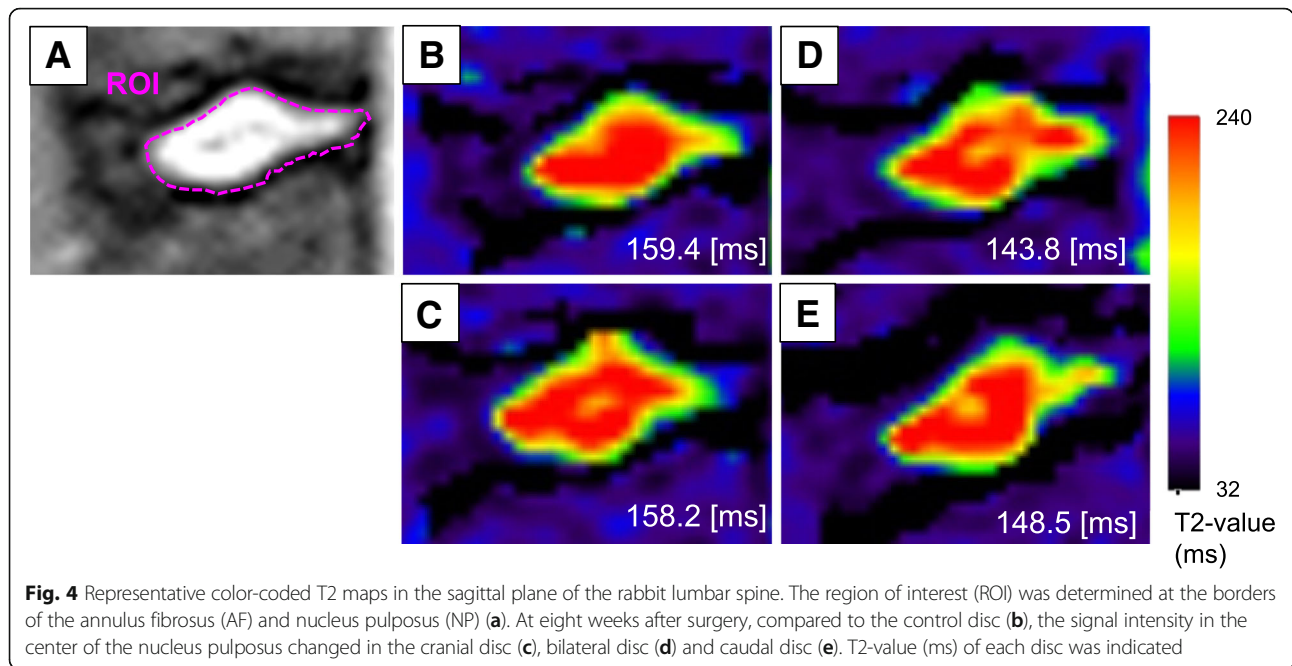 A
ROI
B
159.4 [ms]
D
143.8 [ms]
C
158.2 [ms]
E
148.5 [ms]
240
32
T2-value
(ms)
Fig. 4 Representative color-coded T2 maps in the sagittal plane of the rabbit lumbar spine. The region of interest (ROI) was determined at the borders
of the annulus fibrosus (AF) and nucleus pulposus (NP) (a). At eight weeks after surgery, compared to the control disc (b), the signal intensity in the
center of the nucleus pulposus changed in the cranial disc (c), bilateral disc (d) and caudal disc (e). T2-value (ms) of each disc was indicated